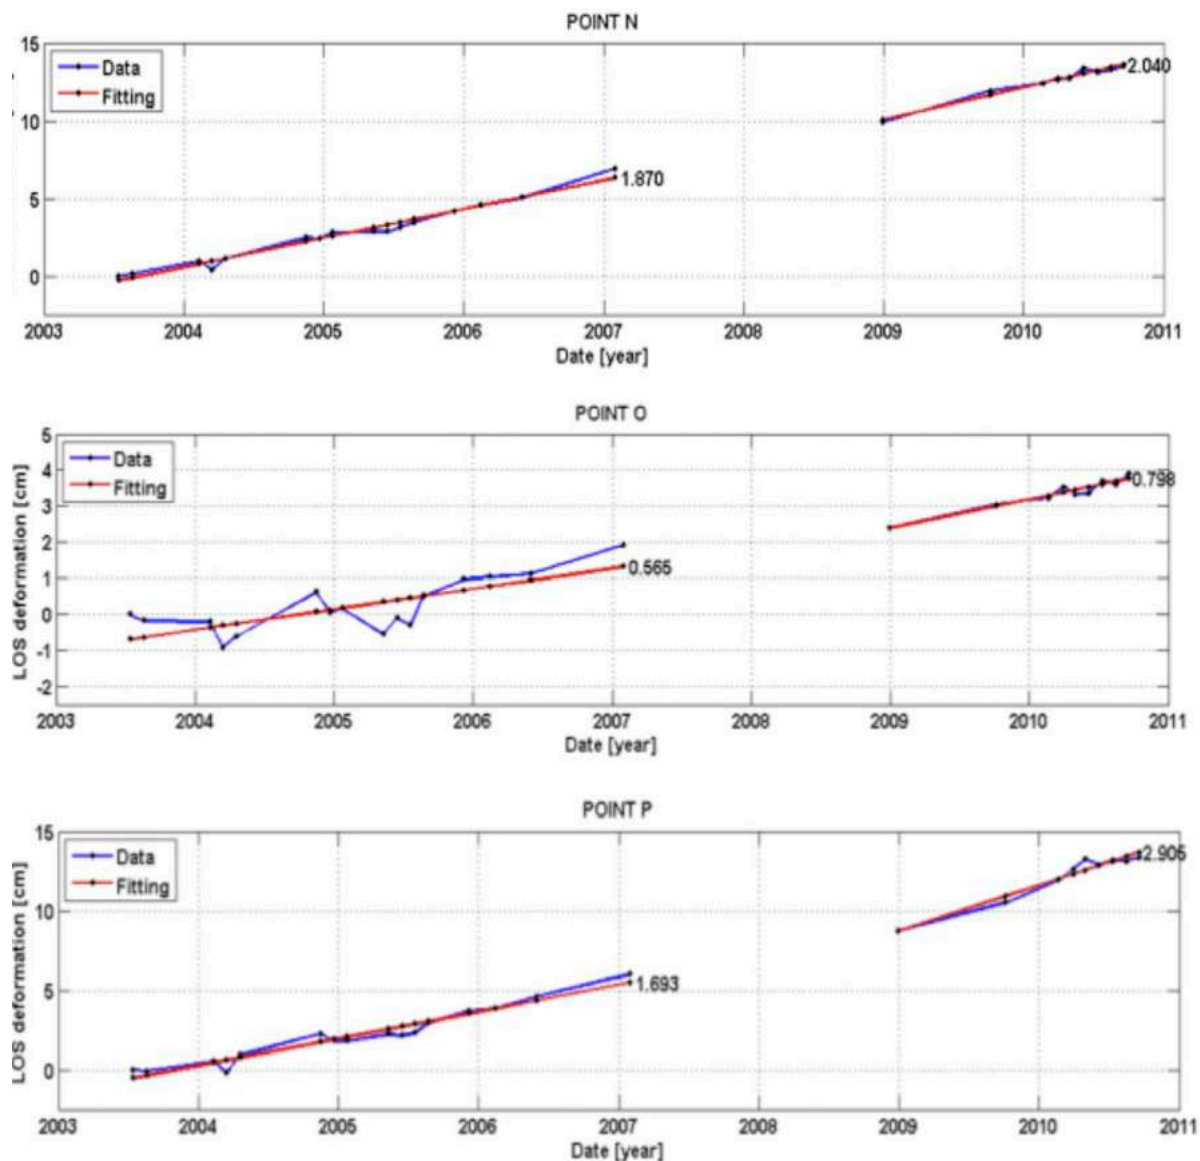 POINT N
15
Data
Fitting
2.040
10
5
1.870
0
2003 2004 2005 2006 2007 2008 2009 2010 2011
Date [year]
POINT O
LOS deformation [cm]
5
Data
4
Fitting
0.798
3
2
1
0.565
0
-1
-2
2003 2004 2005 2006 2007 2008 2009 2010 2011
Date [year]
POINT P
LOS deformation [cm]
15
Data
2.905
Fitting
10
5
1.693
0
2003 2004 2005 2006 2007 2008 2009 2010 2011
Date [year]